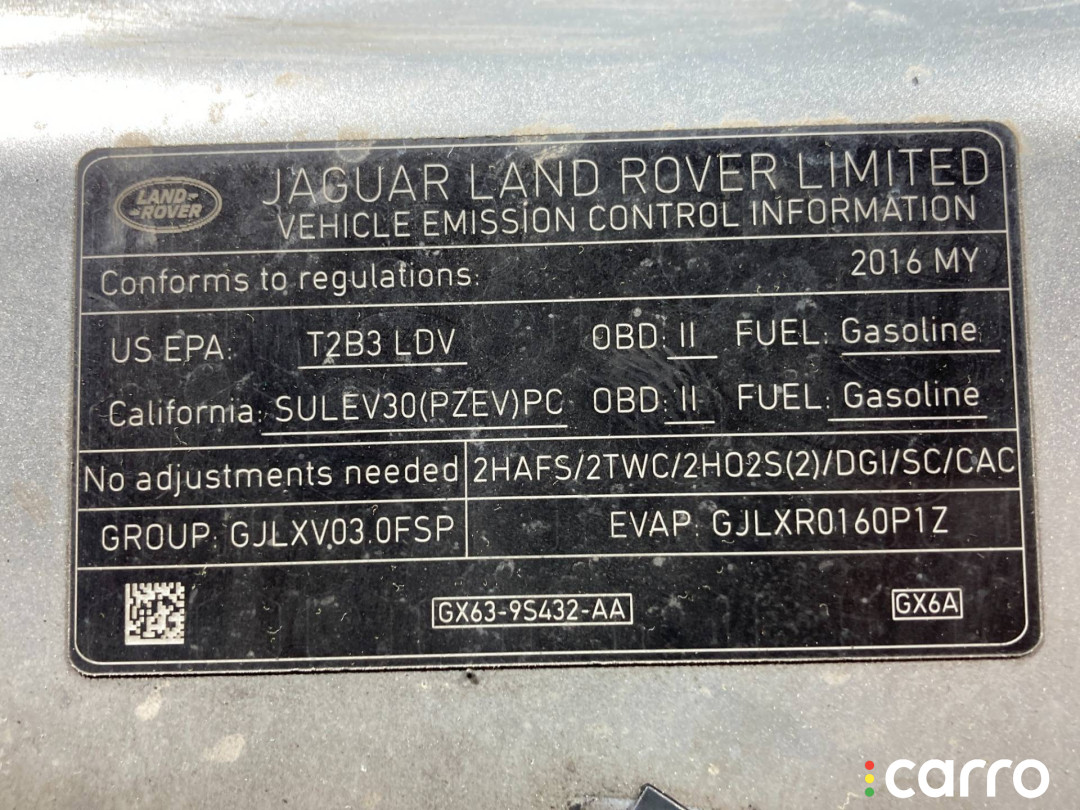 LAND
ROVER
JAGUAR LAND ROVER LIMITED
VEHICLE EMISSION CONTROL INFORMATION
Conforms to regulations: 2016 MY
US EPA: T2B3 LDV OBD: II FUEL: Gasoline
California: SULEV30(PZEV)PC OBD: II FUEL: Gasoline
No adjustments needed 2HAFS/2TWC/2HO2S(2)/DGI/SC/CAC
GROUP: GJLXV03.0FSP EVAP: GJLXR0160P1Z
GX63-9S432-AA GX6A
carro